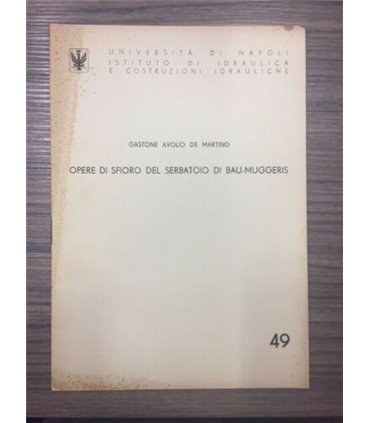 UNIVERSITÀ DI NAPOLI
ISTITUTO DI IDRAULICA
E COSTRUZIONI IDRAULICHE
GASTONE AVOLIO DE MARTINO
OPERE DI SFIORO DEL SERBATOIO DI BAU-MUGGERIS
49